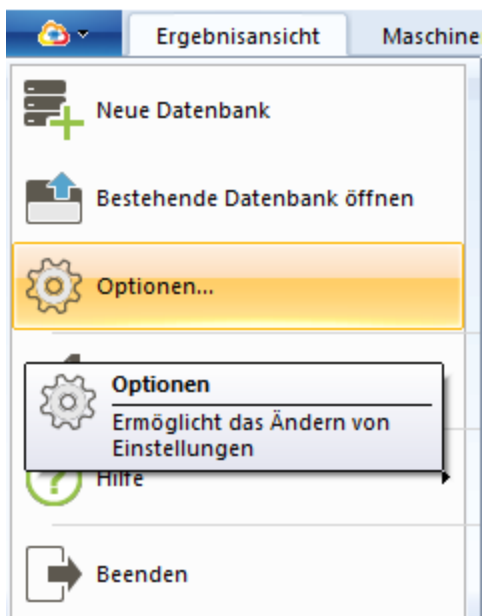 Ergebnisansicht Maschine
Neue Datenbank
Bestehende Datenbank öffnen
Optionen...
Optionen
Ermöglicht das Ändern von
Einstellungen
Hilfe
Beenden